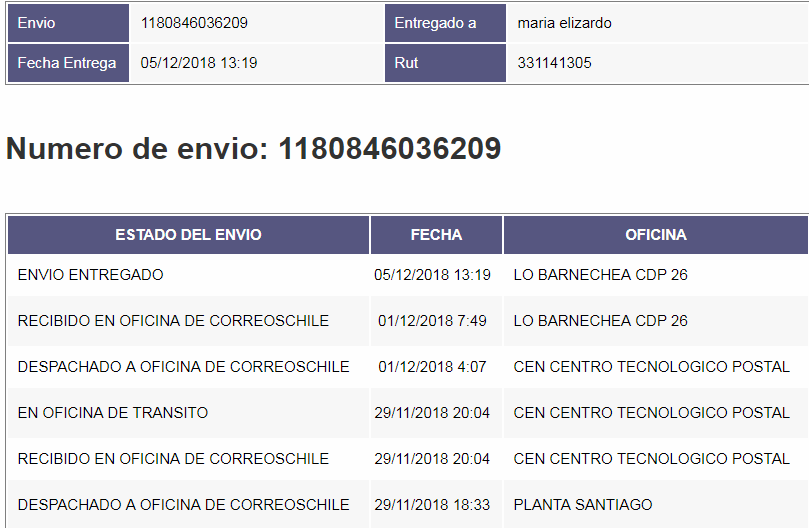 Envio 1180846036209 Entregado a maria elizardo
Fecha Entrega 05/12/2018 13:19 Rut 331141305
Numero de envio: 1180846036209
ESTADO DEL ENVIO FECHA OFICINA
ENVIO ENTREGADO 05/12/2018 13:19 LO BARNECHEA CDP 26
RECIBIDO EN OFICINA DE CORREOSCHILE 01/12/2018 7:49 LO BARNECHEA CDP 26
DESPACHADO A OFICINA DE CORREOSCHILE 01/12/2018 4:07 CEN CENTRO TECNOLOGICO POSTAL
EN OFICINA DE TRANSITO 29/11/2018 20:04 CEN CENTRO TECNOLOGICO POSTAL
RECIBIDO EN OFICINA DE CORREOSCHILE 29/11/2018 20:04 CEN CENTRO TECNOLOGICO POSTAL
DESPACHADO A OFICINA DE CORREOSCHILE 29/11/2018 18:33 PLANTA SANTIAGO